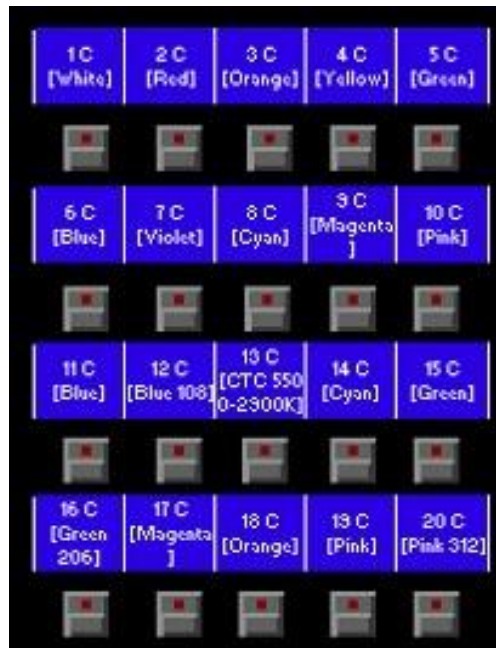 1 C 2 C 3 C 4 C 5 C
[White] [Red] [Orange] [Yellow] [Green]
6 C 7 C 8 C 9 C 10 C
[Blue] [Violet] [Cyan] [Magenta ] [Pink]
11 C 12 C 13 C 14 C 15 C
[Blue] [Blue 108] [CTC 550 0-2900K] [Cyan] [Green]
16 C 17 C 18 C 19 C 20 C
[Green 206] [Magenta ] [Orange] [Pink] [Pink 312]